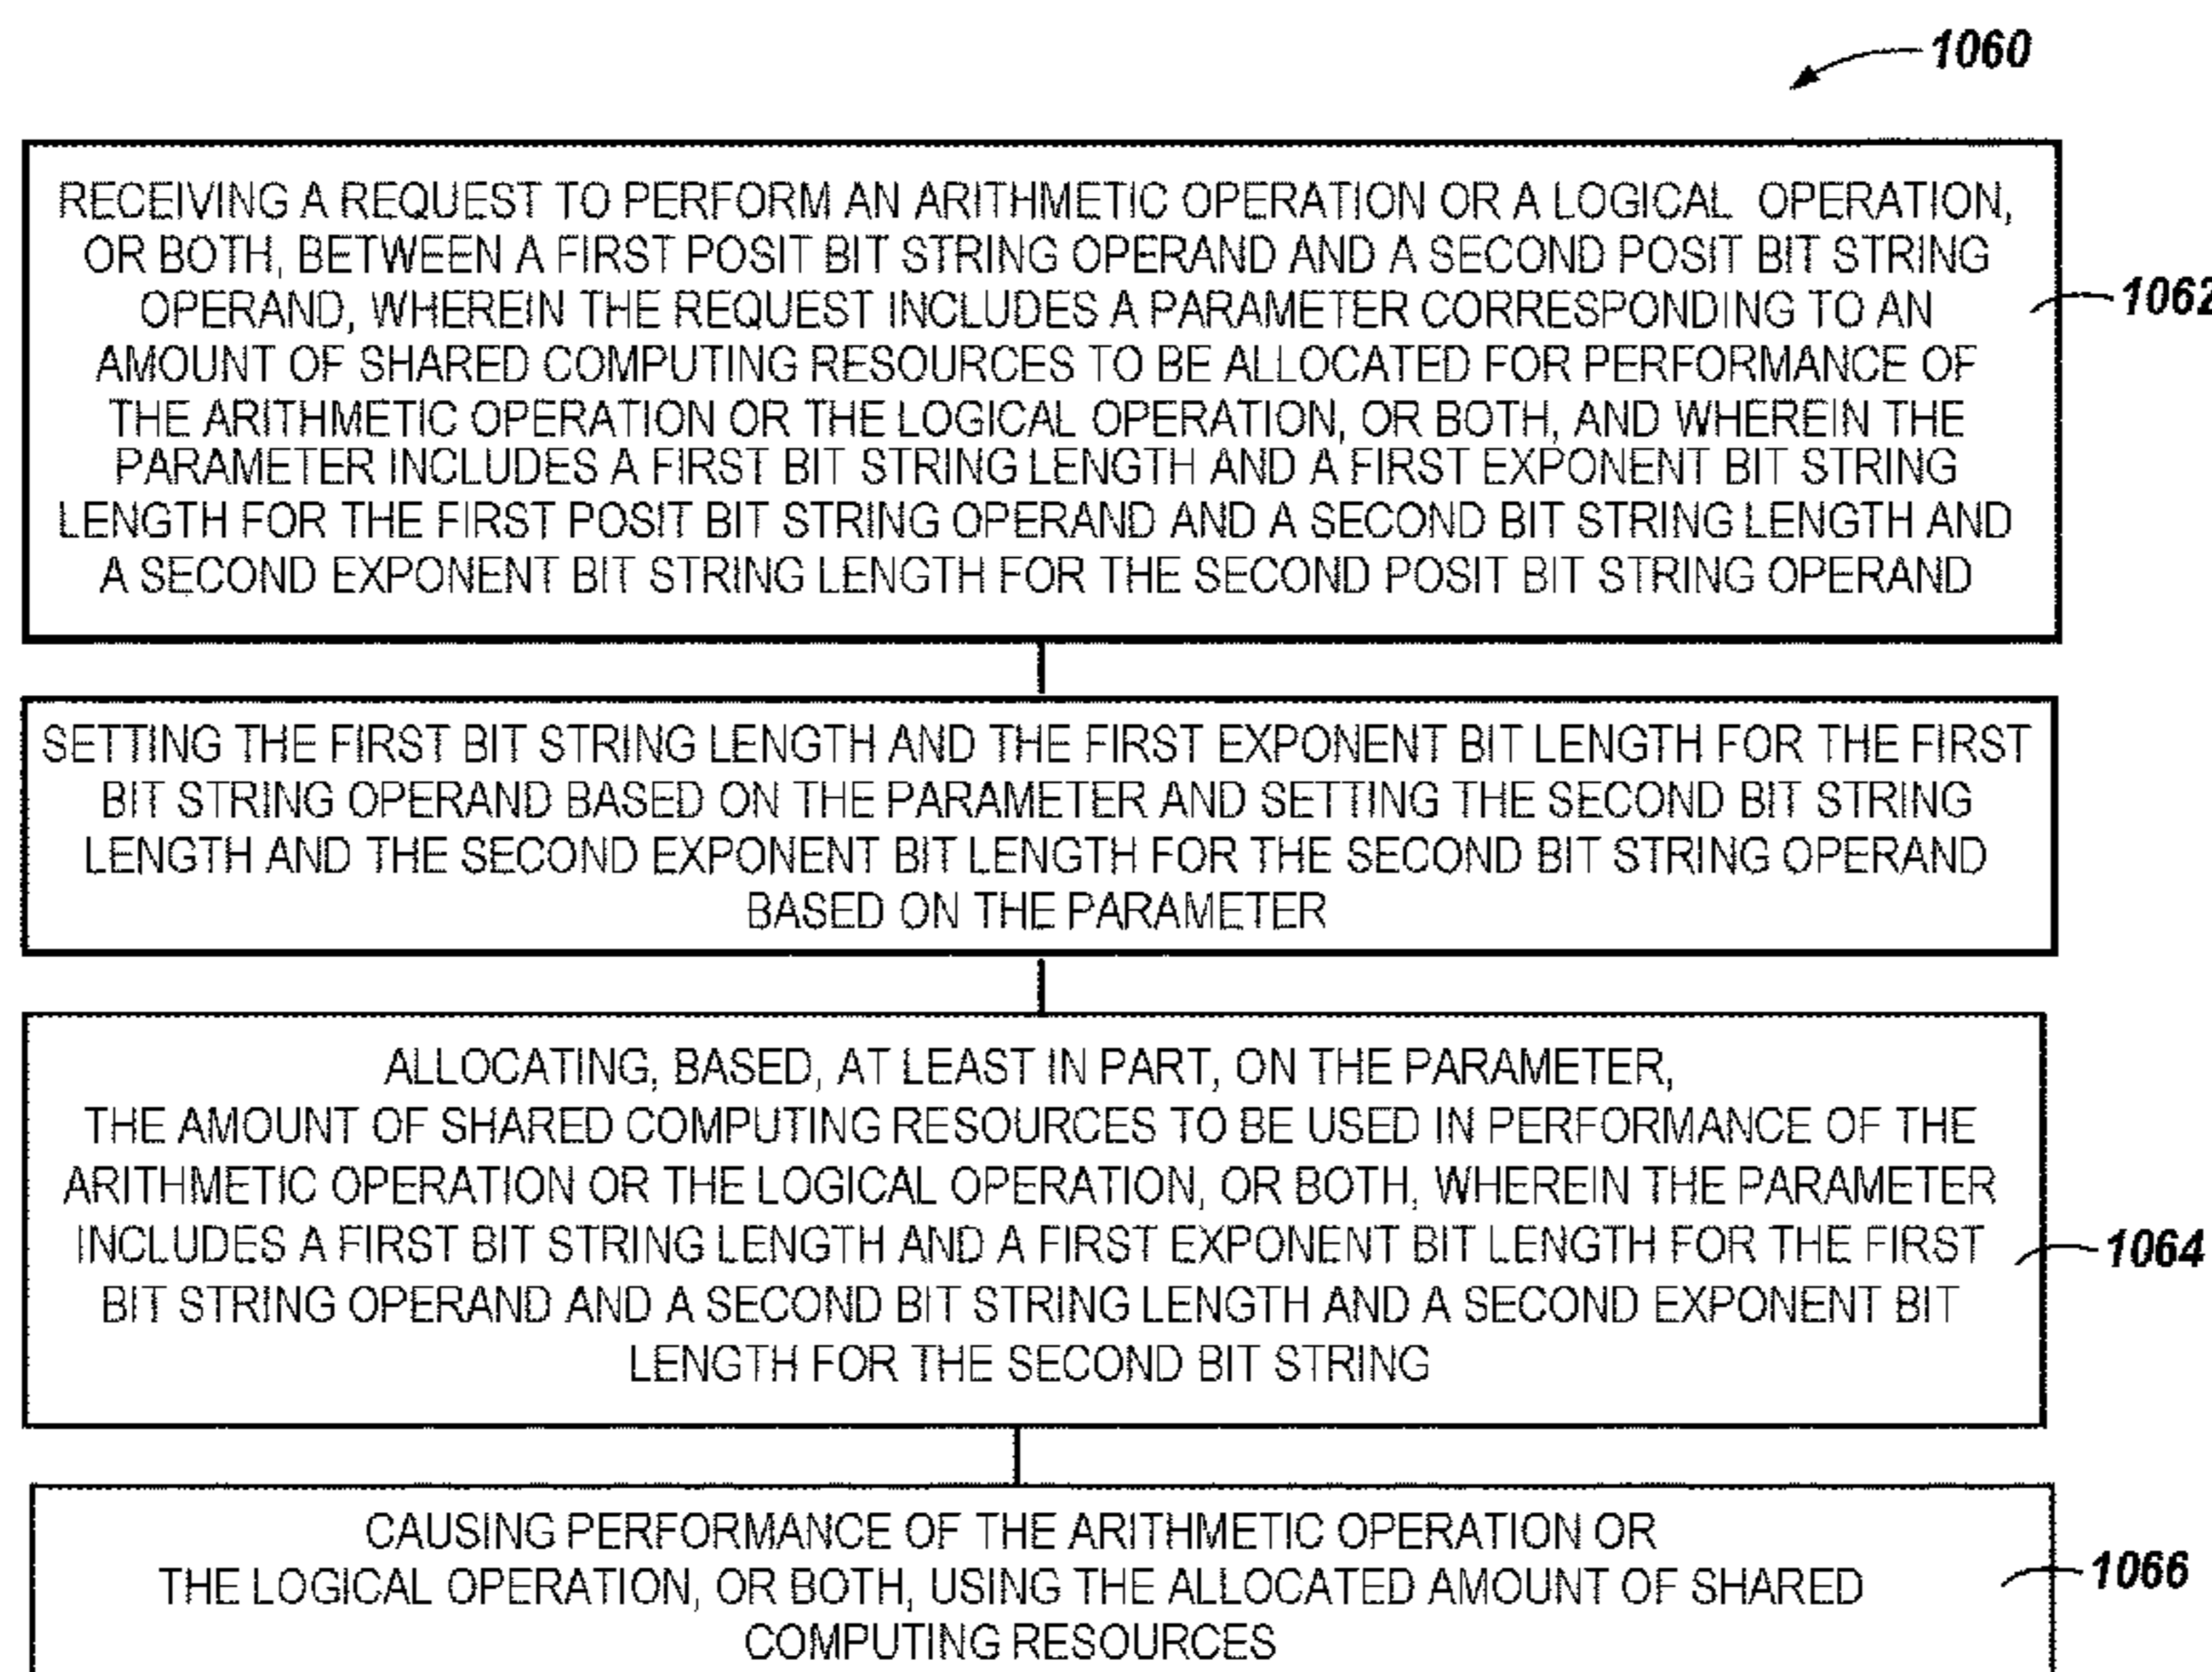 1060
RECEIVING A REQUEST TO PERFORM AN ARITHMETIC OPERATION OR A LOGICAL OPERATION,
OR BOTH, BETWEEN A FIRST POSIT BIT STRING OPERAND AND A SECOND POSIT BIT STRING
OPERAND, WHEREIN THE REQUEST INCLUDES A PARAMETER CORRESPONDING TO AN
AMOUNT OF SHARED COMPUTING RESOURCES TO BE ALLOCATED FOR PERFORMANCE OF
THE ARITHMETIC OPERATION OR THE LOGICAL OPERATION, OR BOTH, AND WHEREIN THE
PARAMETER INCLUDES A FIRST BIT STRING LENGTH AND A FIRST EXPONENT BIT STRING
LENGTH FOR THE FIRST POSIT BIT STRING OPERAND AND A SECOND BIT STRING LENGTH AND
A SECOND EXPONENT BIT STRING LENGTH FOR THE SECOND POSIT BIT STRING OPERAND
1062
SETTING THE FIRST BIT STRING LENGTH AND THE FIRST EXPONENT BIT LENGTH FOR THE FIRST
BIT STRING OPERAND BASED ON THE PARAMETER AND SETTING THE SECOND BIT STRING
LENGTH AND THE SECOND EXPONENT BIT LENGTH FOR THE SECOND BIT STRING OPERAND
BASED ON THE PARAMETER
ALLOCATING, BASED, AT LEAST IN PART, ON THE PARAMETER,
THE AMOUNT OF SHARED COMPUTING RESOURCES TO BE USED IN PERFORMANCE OF THE
ARITHMETIC OPERATION OR THE LOGICAL OPERATION, OR BOTH, WHEREIN THE PARAMETER
INCLUDES A FIRST BIT STRING LENGTH AND A FIRST EXPONENT BIT LENGTH FOR THE FIRST
BIT STRING OPERAND AND A SECOND BIT STRING LENGTH AND A SECOND EXPONENT BIT
LENGTH FOR THE SECOND BIT STRING
1064
CAUSING PERFORMANCE OF THE ARITHMETIC OPERATION OR
THE LOGICAL OPERATION, OR BOTH, USING THE ALLOCATED AMOUNT OF SHARED
COMPUTING RESOURCES
1066